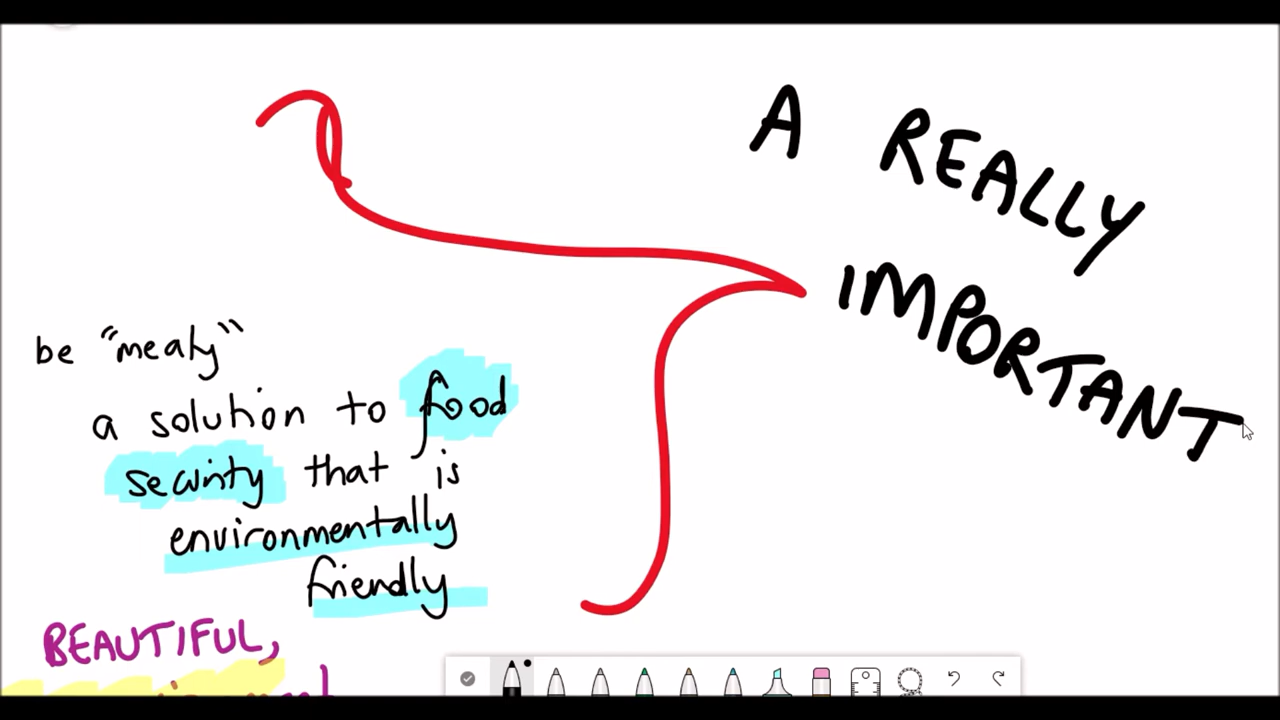 A REALLY
IMPORTANT
be "mealy"
a solution to food
security that is
environmentally
friendly
BEAUTIFUL,